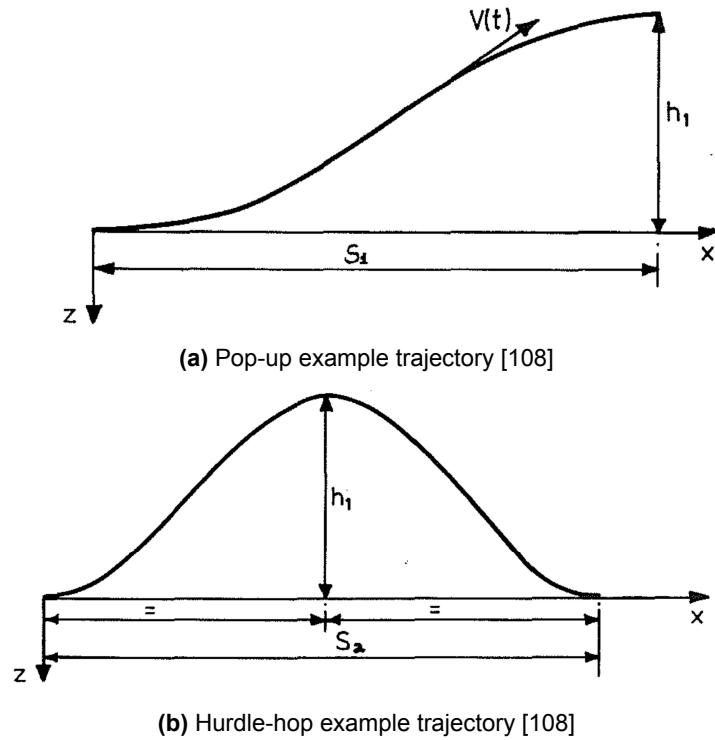 V(t)
h₁
S₁
x
z
(a) Pop-up example trajectory [108]
h₁
=
=
x
S₂
z
(b) Hurdle-hop example trajectory [108]